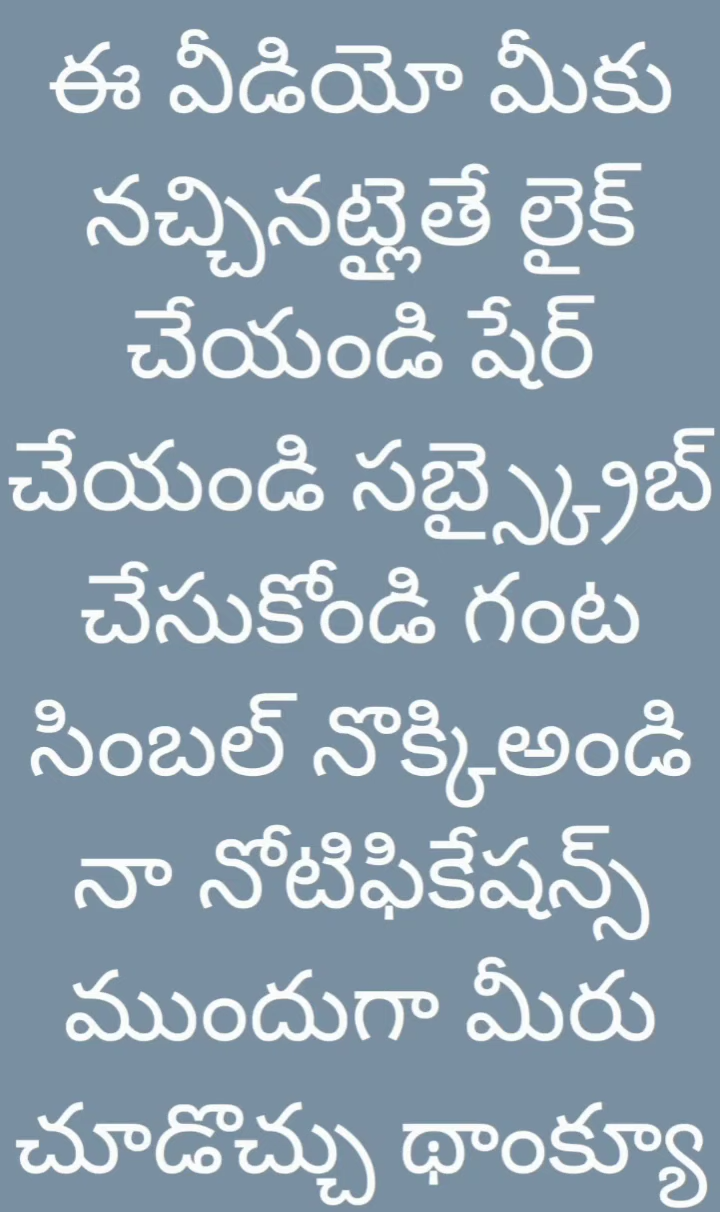 ఈ వీడియో మీకు
నచ్చినట్లైతే లైక్
చేయండి షేర్
చేయండి సబ్స్క్రైబ్
చేసుకోండి గంట
సింబల్ నొక్కిఅండి
నా నోటిఫికేషన్స్
ముందుగా మీరు
చూడొచ్చు థాంక్యూ